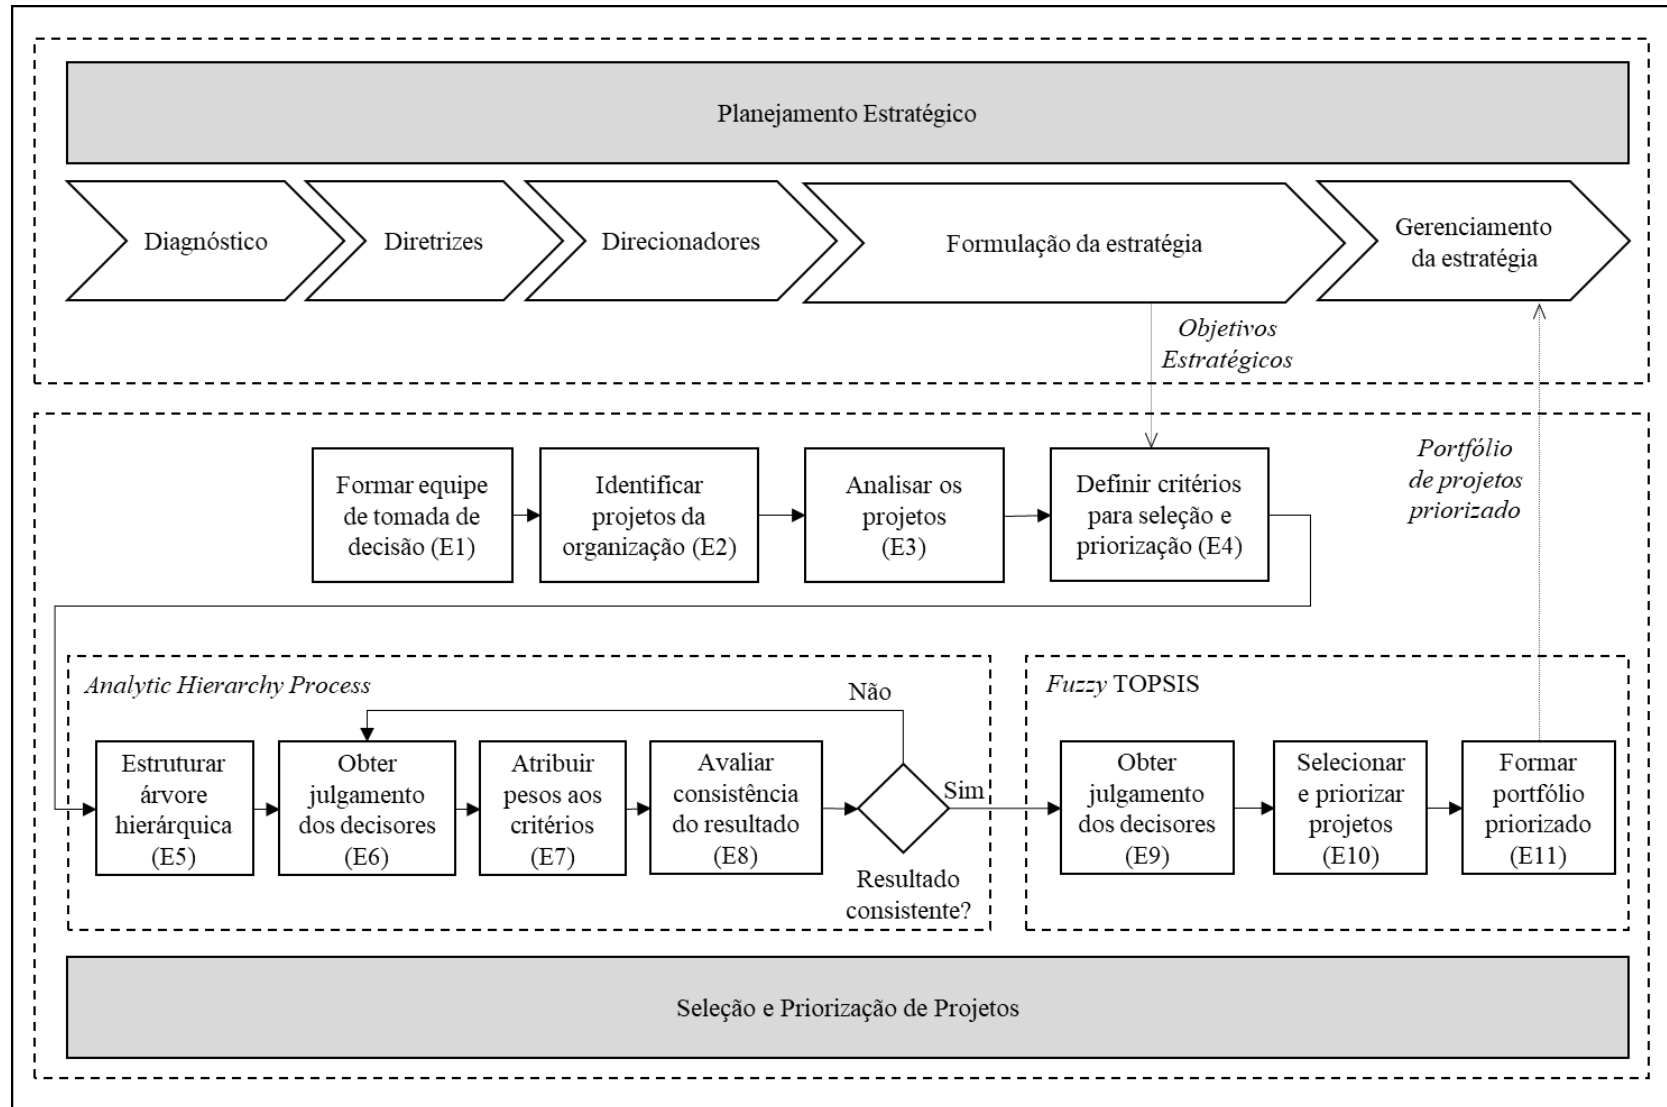 Planejamento Estratégico
Diagnóstico
Diretrizes
Direcionadores
Formulação da estratégia
Gerenciamento
da estratégia
Objetivos
Estratégicos
Portfólio
de projetos
priorizado
Formar equipe
de tomada de
decisão (E1)
Identificar
projetos da
organização (E2)
Analisar os
projetos
(E3)
Definir critérios
para seleção e
priorização (E4)
Analytic Hierarchy Process
Não
Estruturar
árvore
hierárquica
(E5)
Obter
julgamento
dos decisores
(E6)
Atribuir
pesos aos
critérios
(E7)
Avaliar
consistência
do resultado
(E8)
Sim
Resultado
consistente?
Fuzzy TOPSIS
Obter
julgamento
dos decisores
(E9)
Selecionar
e priorizar
projetos
(E10)
Formar
portfólio
priorizado
(E11)
Seleção e Priorização de Projetos